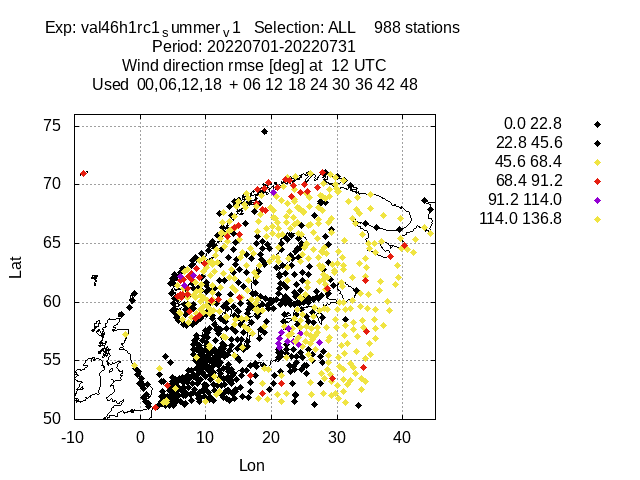 Exp: val46h1rc1summerv1 Selection: ALL 988 stations
Period: 20220701-20220731
Wind direction rmse [deg] at 12 UTC
Used 00,06,12,18 + 06 12 18 24 30 36 42 48
0.0 22.8
22.8 45.6
45.6 68.4
68.4 91.2
91.2 114.0
114.0 136.8
Lat
75
70
65
60
55
50
-10 0 10 20 30 40
Lon